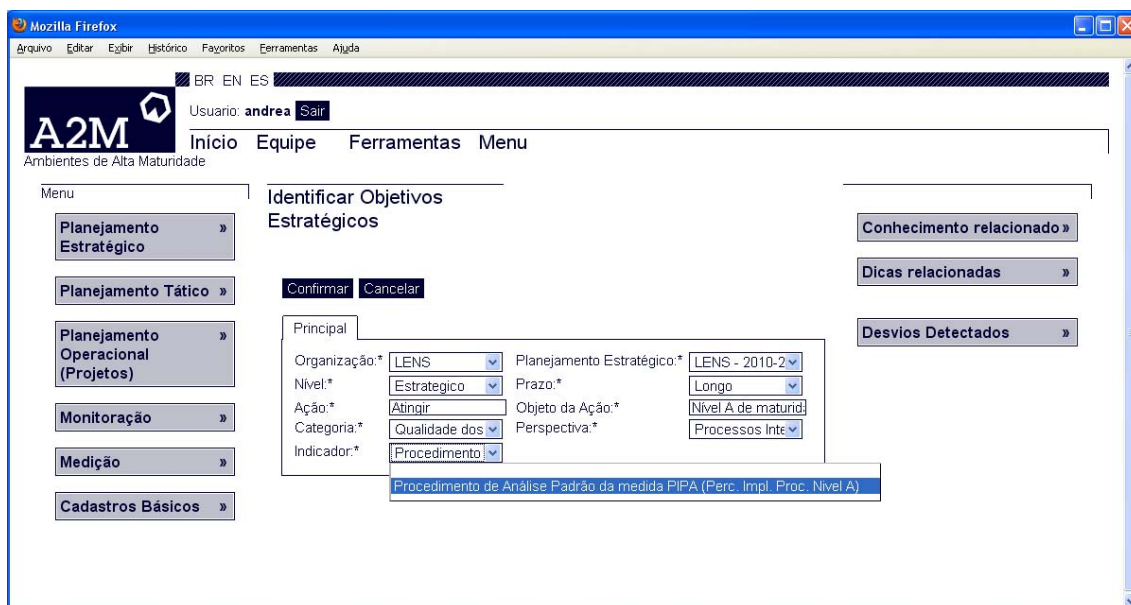 Mozilla Firefox
Arquivo Editar Exibir Histórico Favoritos Ferramentas Ajuda
BR EN ES
Usuario: andrea Sair
A2M
Início Equipe Ferramentas Menu
Ambientes de Alta Maturidade
Menu
Planejamento »
Estratégico
Planejamento Tático »
Planejamento »
Operacional
(Projetos)
Monitoração »
Medição »
Cadastros Básicos »
Identificar Objetivos
Estratégicos
Confirmar Cancelar
Principal
Organização:* LENS Planejamento Estratégico:* LENS - 2010-2
Nível:* Estrategico Prazo:* Longo
Ação:* Atingir Objeto da Ação:* Nível A de maturid
Categoria:* Qualidade dos Perspectiva:* Processos Inte
Indicador:* Procedimento
Procedimento de Análise Padrão da medida PIPA (Perc. Impl. Proc. Nivel A)
Conhecimento relacionado »
Dicas relacionadas »
Desvios Detectados »